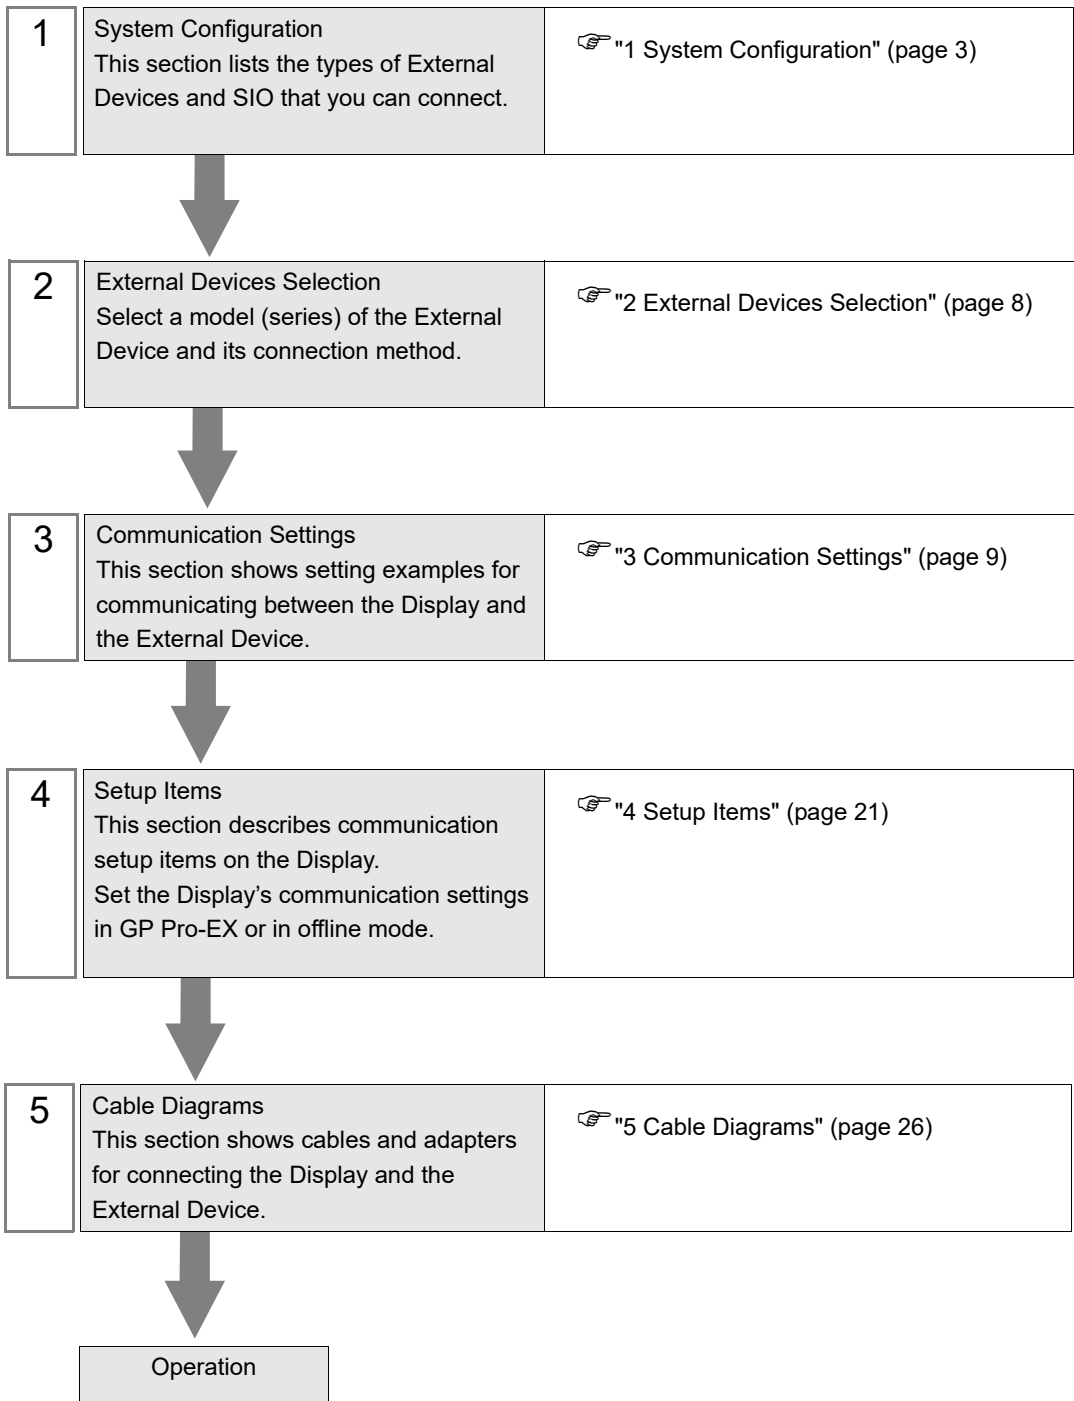 1
System Configuration
This section lists the types of External
Devices and SIO that you can connect.
"1 System Configuration" (page 3)
2
External Devices Selection
Select a model (series) of the External
Device and its connection method.
"2 External Devices Selection" (page 8)
3
Communication Settings
This section shows setting examples for
communicating between the Display and
the External Device.
"3 Communication Settings" (page 9)
4
Setup Items
This section describes communication
setup items on the Display.
Set the Display’s communication settings
in GP Pro-EX or in offline mode.
"4 Setup Items" (page 21)
5
Cable Diagrams
This section shows cables and adapters
for connecting the Display and the
External Device.
"5 Cable Diagrams" (page 26)
Operation